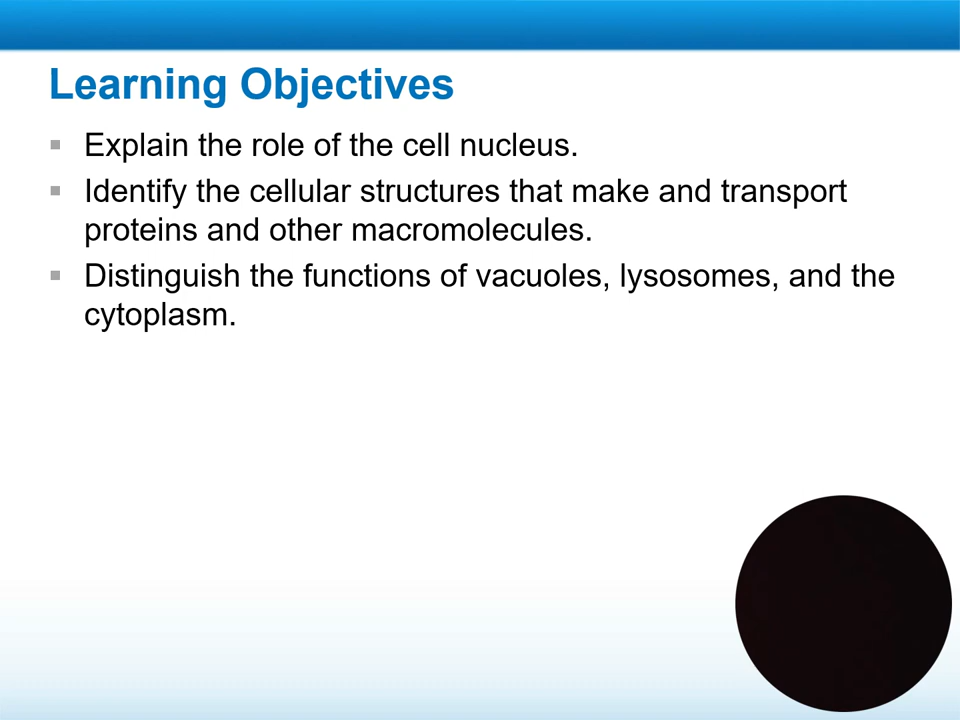 Learning Objectives
Explain the role of the cell nucleus.
Identify the cellular structures that make and transport
proteins and other macromolecules.
Distinguish the functions of vacuoles, lysosomes, and the
cytoplasm.